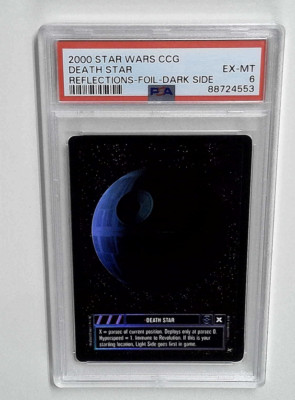 2000 STAR WARS CCG
DEATH STAR EX-MT
REFLECTIONS-FOIL-DARK SIDE 6
PSA 88724553
•DEATH STAR X
X = parsec of current position. Deploys only at parsec 0.
Hyperspeed = 1. Immune to Revolution. If this is your
starting location, Light Side goes first in game.